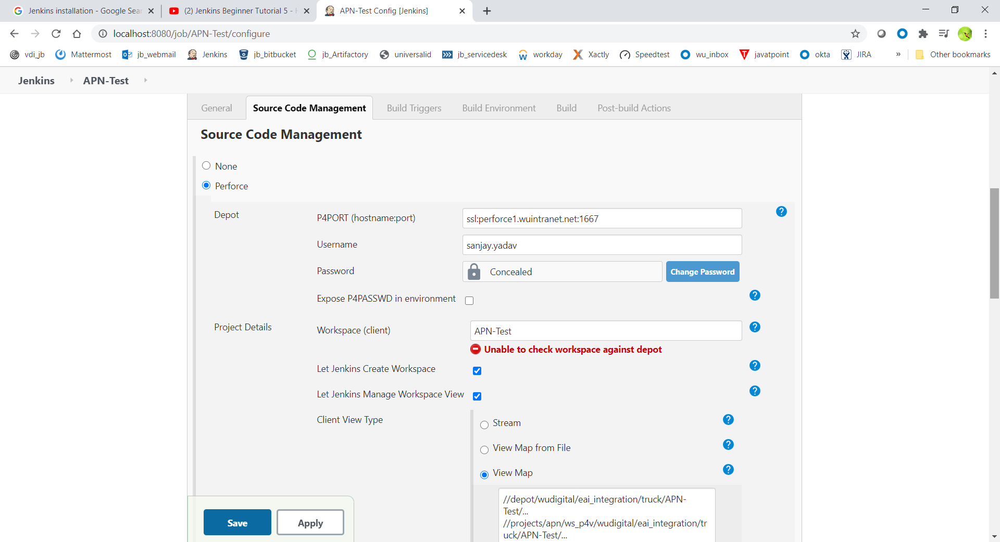 Jenkins installation - Google Sear
(2) Jenkins Beginner Tutorial 5 -
APN-Test Config [Jenkins]
localhost:8080/job/APN-Test/configure
vdi_jb
Mattermost
jb_webmail
Jenkins
jb_bitbucket
jb_Artifactory
universalid
jb_servicedesk
workday
Xactly
Speedtest
wu_inbox
javatpoint
okta
JIRA
»
Other bookmarks
Jenkins
APN-Test
General
Source Code Management
Build Triggers
Build Environment
Build
Post-build Actions
Source Code Management
None
Perforce
Depot
P4PORT (hostname:port)
ssl:perforce1.wuintranet.net:1667
Username
sanjay.yadav
Password
Concealed
Change Password
Expose P4PASSWD in environment
Project Details
Workspace (client)
APN-Test
Unable to check workspace against depot
Let Jenkins Create Workspace
Let Jenkins Manage Workspace View
Client View Type
Stream
View Map from File
View Map
//depot/wudigital/eai_integration/truck/APN-
Test/...
//projects/apn/ws_p4v/wudigital/eai_integration/tr
uck/APN-Test/...
Save
Apply